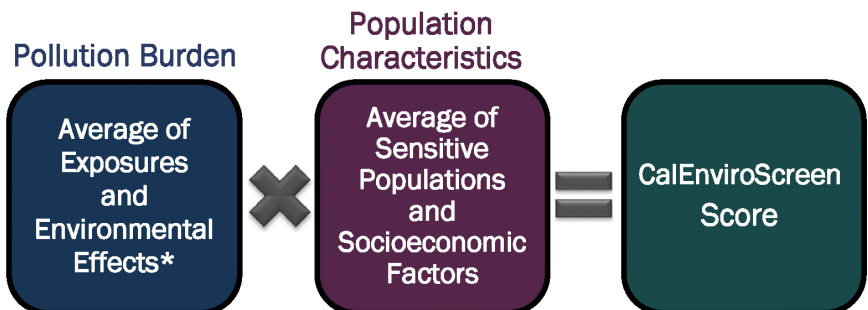 Pollution Burden
Average of
Exposures
and
Environmental
Effects*
Population
Characteristics
Average of
Sensitive
Populations
and
Socioeconomic
Factors
CalEnviroScreen
Score